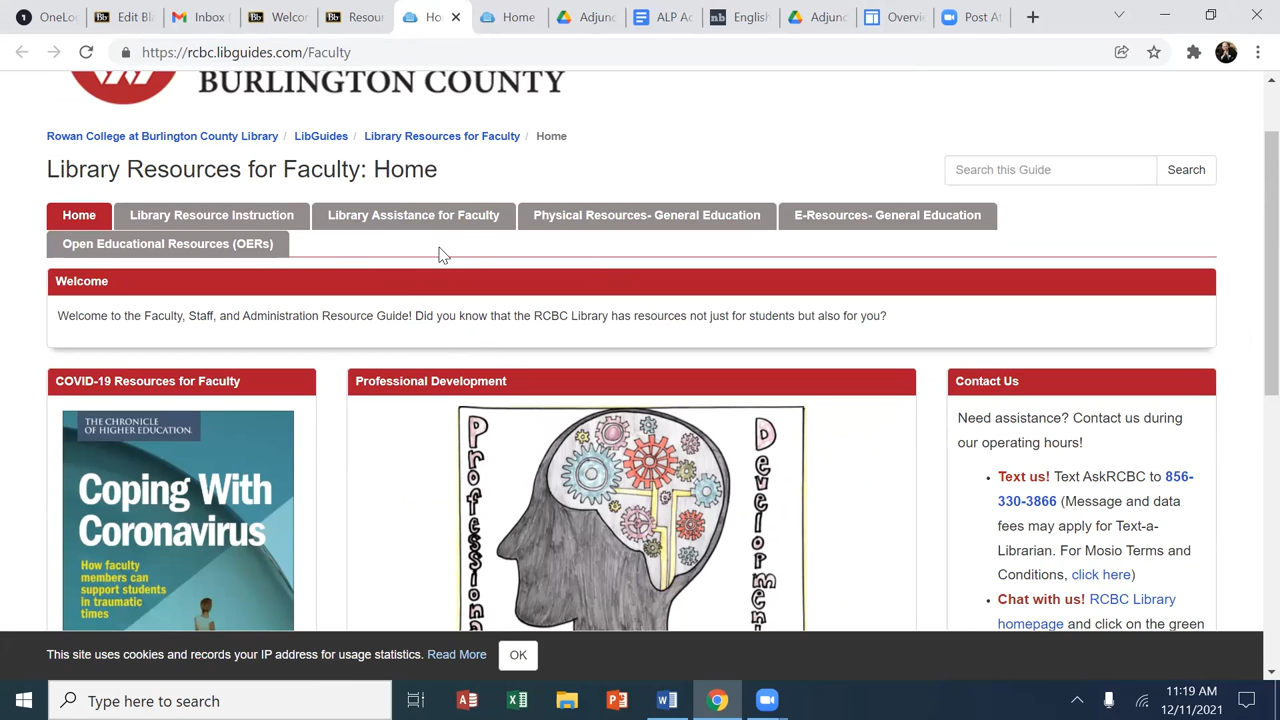 OneLo
Edit Bl
Inbox (
Welco
Resou
Ho
Home
Adjun
ALP Ac
English
Adjun
Overvi
Post A
https://rcbc.libguides.com/Faculty
BURLINGTON COUNTY
Rowan College at Burlington County Library / LibGuides / Library Resources for Faculty / Home
Library Resources for Faculty: Home
Search this Guide
Search
Home
Library Resource Instruction
Library Assistance for Faculty
Physical Resources- General Education
E-Resources- General Education
Open Educational Resources (OERs)
Welcome
Welcome to the Faculty, Staff, and Administration Resource Guide! Did you know that the RCBC Library has resources not just for students but also for you?
COVID-19 Resources for Faculty
THE CHRONICLE
OF HIGHER EDUCATION.
Coping With
Coronavirus
How faculty
members can
support students
in traumatic
times
Professional Development
Professiona
Developmen
Contact Us
Need assistance? Contact us during
our operating hours!
Text us! Text AskRCBC to 856-
330-3866 (Message and data
fees may apply for Text-a-
Librarian. For Mosio Terms and
Conditions, click here)
Chat with us! RCBC Library
homepage and click on the green
This site uses cookies and records your IP address for usage statistics. Read More
OK
Type here to search
11:19 AM
12/11/2021